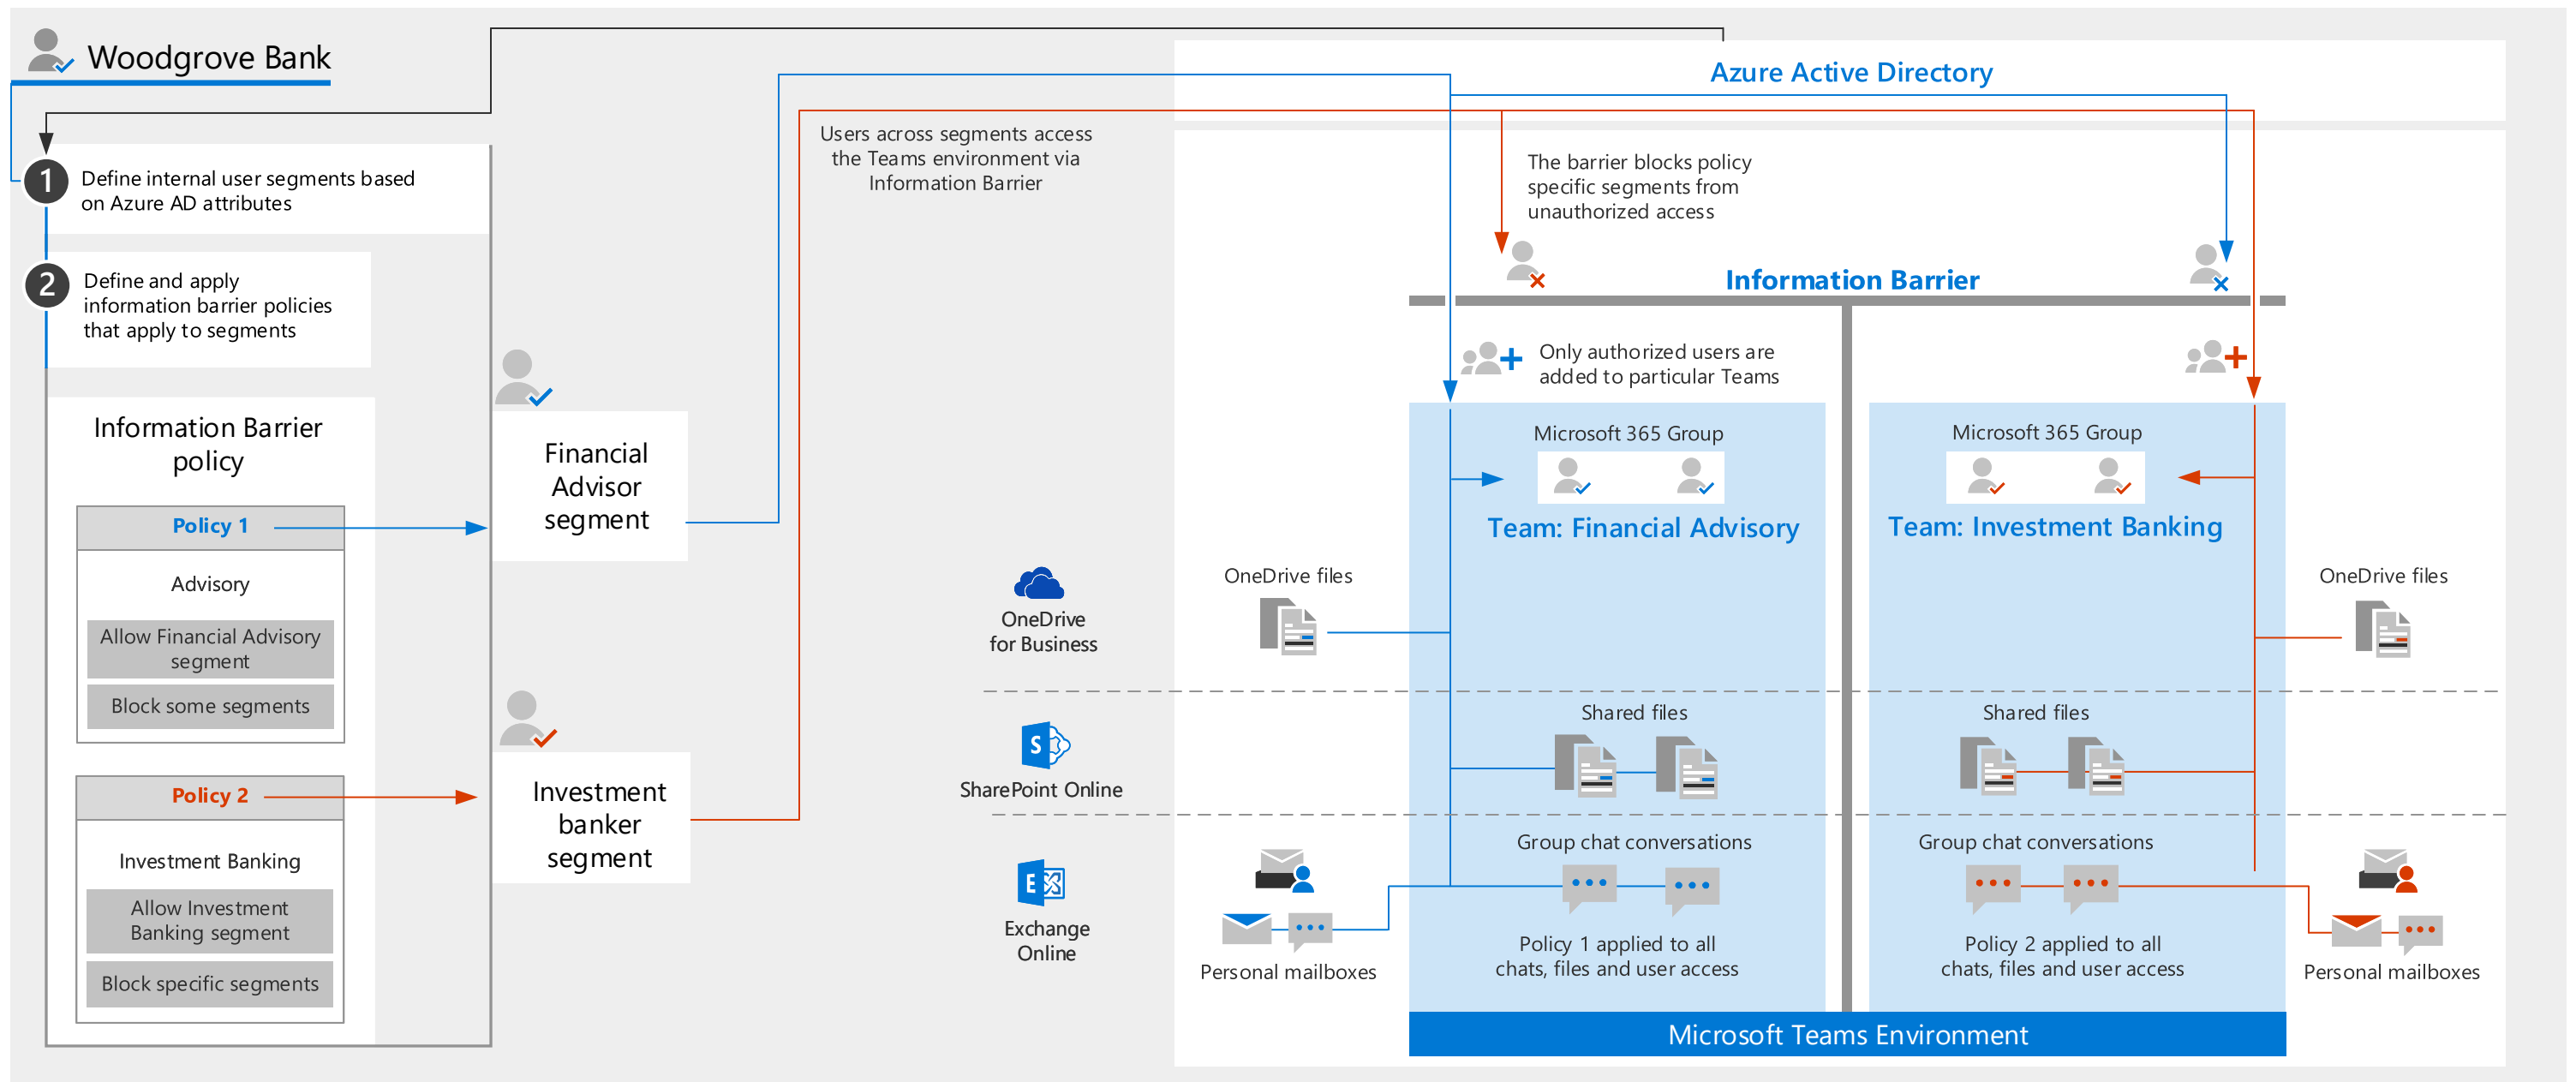 Woodgrove Bank
1
Define internal user segments based
on Azure AD attributes
2
Define and apply
information barrier policies
that apply to segments
Information Barrier
policy
Policy 1
Advisory
Allow Financial Advisory
segment
Block some segments
Policy 2
Investment Banking
Allow Investment
Banking segment
Block specific segments
Financial
Advisor
segment
Investment
banker
segment
Users across segments access
the Teams environment via
Information Barrier
Azure Active Directory
The barrier blocks policy
specific segments from
unauthorized access
Information Barrier
Only authorized users are
added to particular Teams
Microsoft 365 Group
Team: Financial Advisory
Microsoft 365 Group
Team: Investment Banking
OneDrive
for Business
OneDrive files
OneDrive files
S
SharePoint Online
Shared files
Shared files
E
Exchange
Online
Personal mailboxes
Group chat conversations
Policy 1 applied to all
chats, files and user access
Group chat conversations
Policy 2 applied to all
chats, files and user access
Personal mailboxes
Microsoft Teams Environment